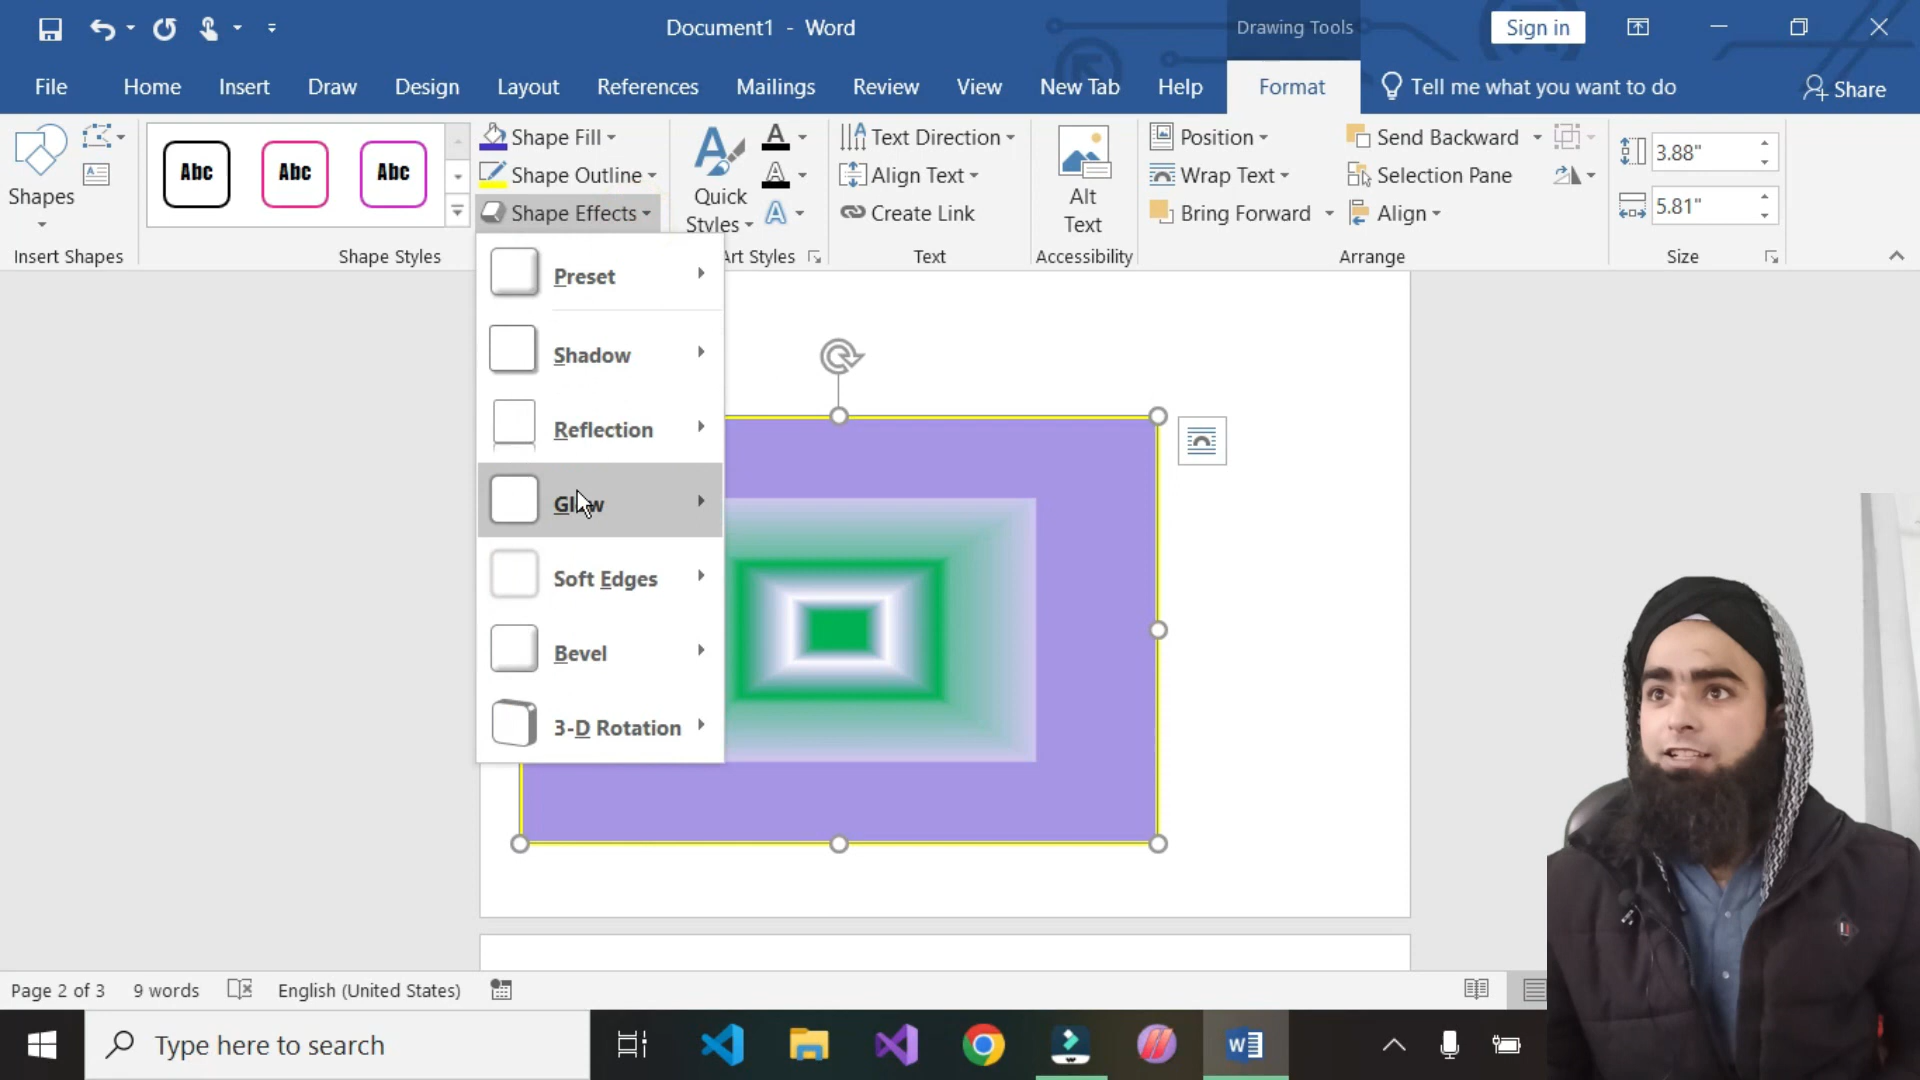 Document1 - Word
Drawing Tools
Sign in
File Home Insert Draw Design Layout References Mailings Review View New Tab Help Format Tell me what you want to do Share
Shapes
Insert Shapes
Abc Abc Abc
Shape Fill
Shape Outline
Shape Effects
Shape Styles
Quick
Styles
Art Styles
Text Direction
Align Text
Create Link
Text
Alt
Text
Accessibility
Position
Wrap Text
Bring Forward
Send Backward
Selection Pane
Align
Arrange
3.88"
5.81"
Size
Preset
Shadow
Reflection
Glow
Soft Edges
Bevel
3-D Rotation
Page 2 of 3 9 words English (United States)
Type here to search